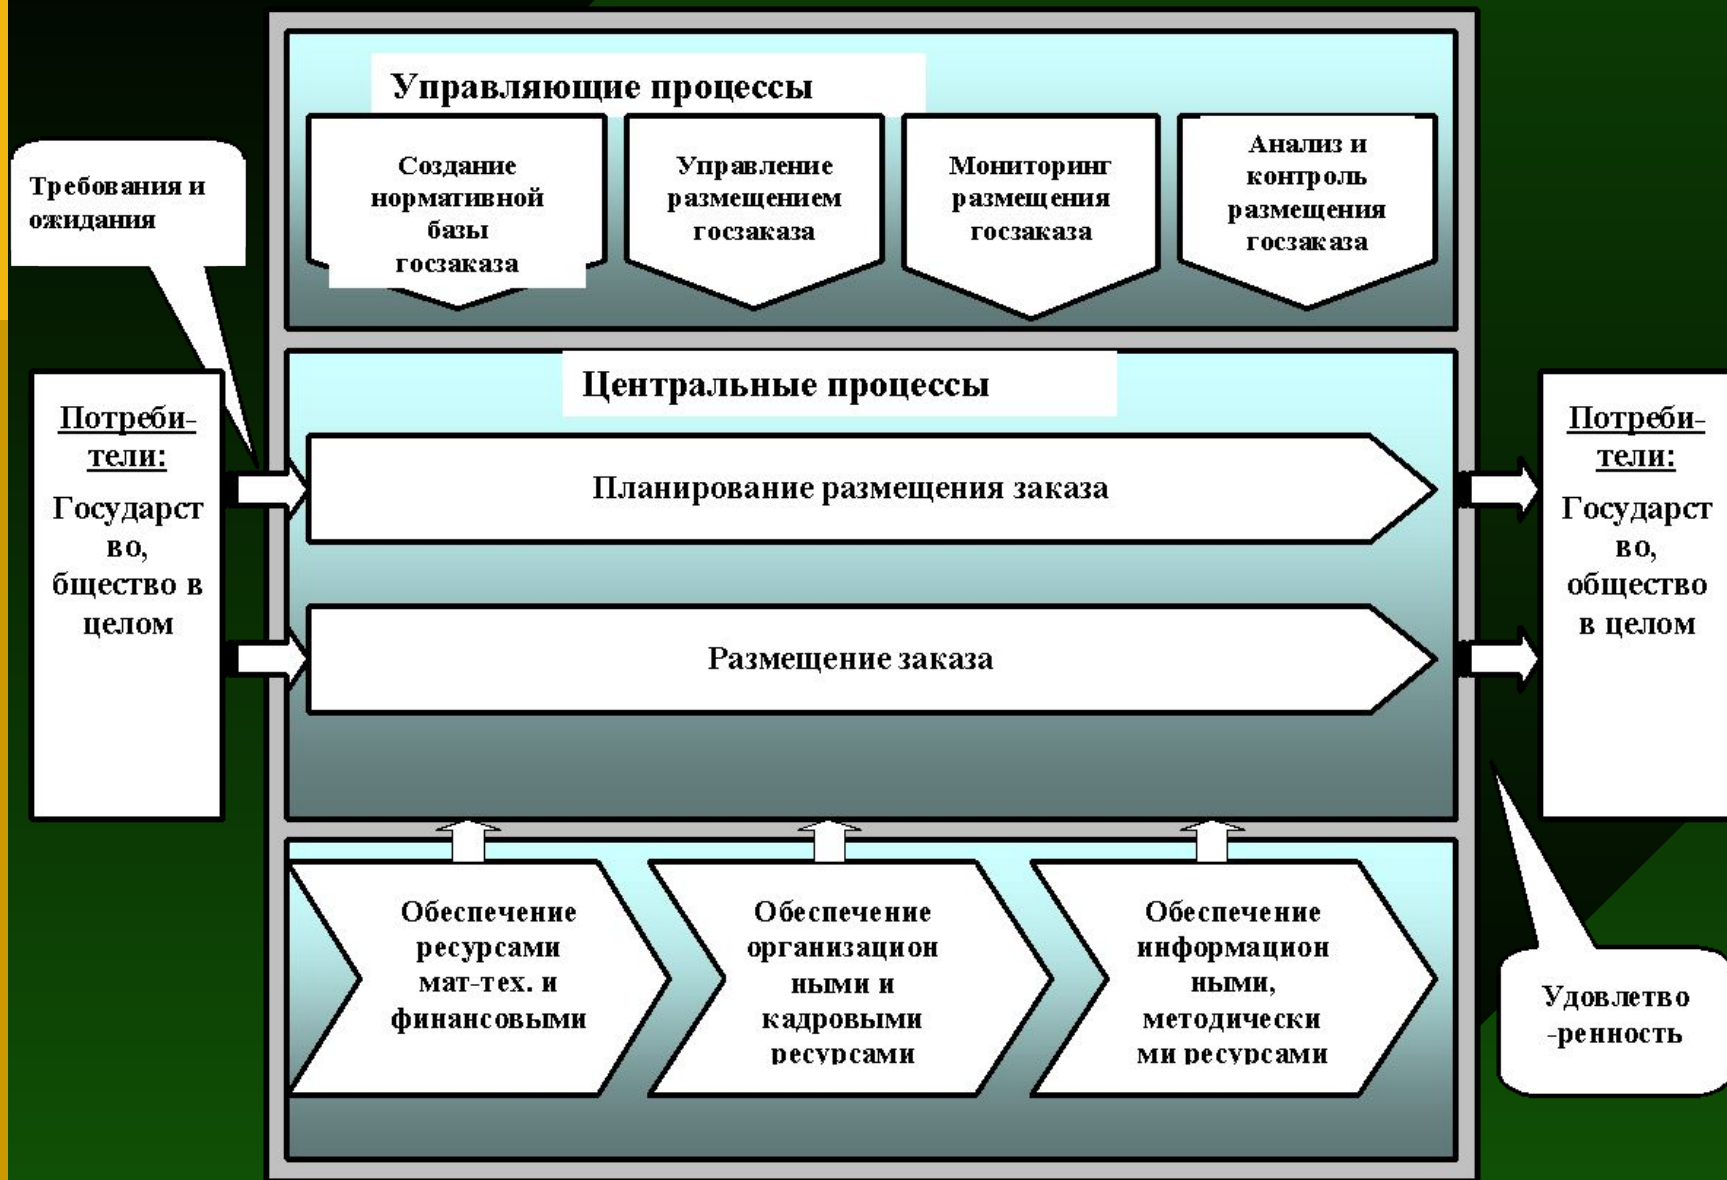 Управляющие процессы
Создание
нормативной
базы
госзаказа
Управление
размещением
госзаказа
Мониторинг
размещения
госзаказа
Анализ и
контроль
размещения
госзаказа
Требования и
ожидания
Потреби-
тели:
Государст
во,
бщество в
целом
Центральные процессы
Планирование размещения заказа
Размещение заказа
Потреби-
тели:
Государст
во,
общество
в целом
Обеспечение
ресурсами
мат-тех. и
финансовыми
Обеспечение
организацион
ными и
кадровыми
ресурсами
Обеспечение
информацион
ными,
методически
ми ресурсами
Удовлетво
-ренность